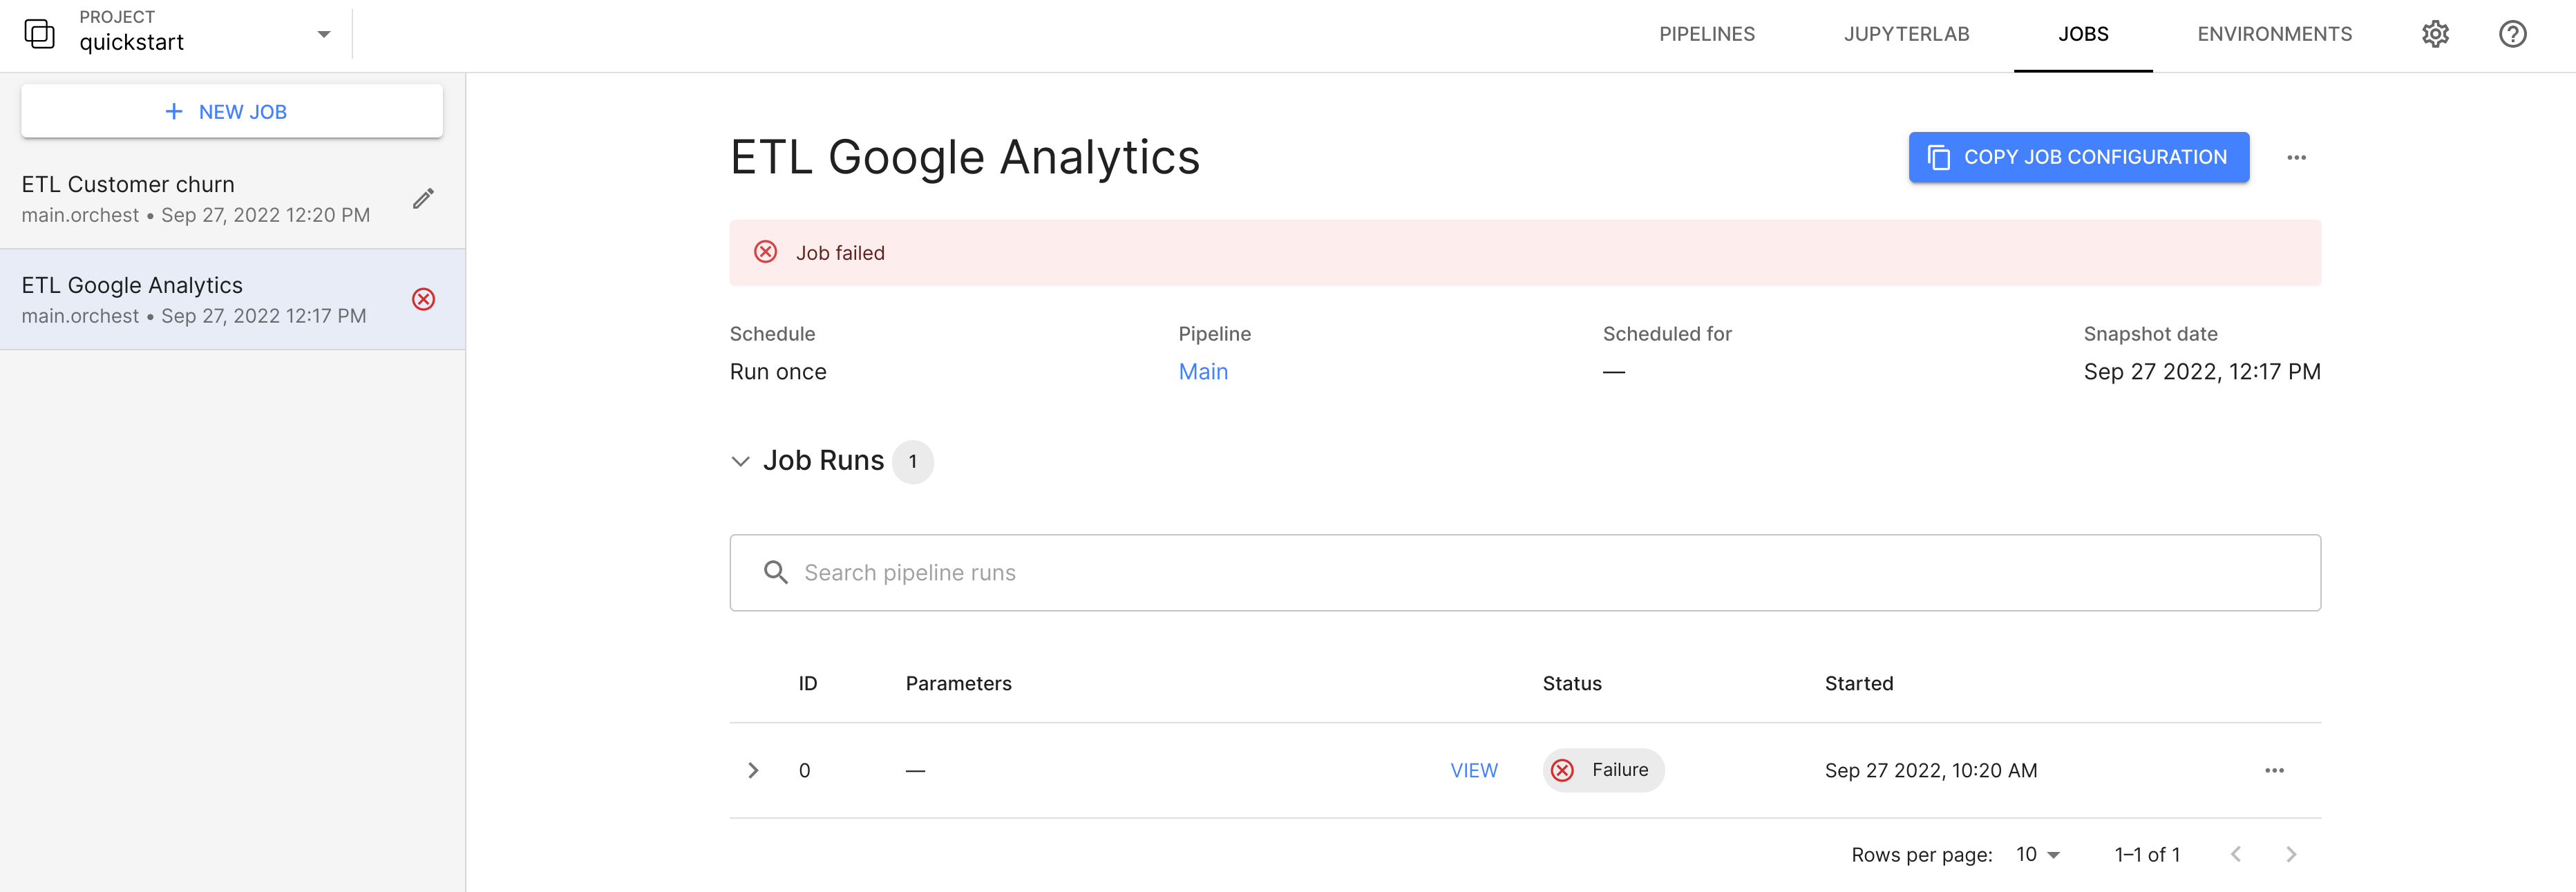 PROJECT
quickstart
PIPELINES JUPYTERLAB JOBS ENVIRONMENTS
+ NEW JOB
ETL Customer churn
main.orchest • Sep 27, 2022 12:20 PM
ETL Google Analytics
main.orchest • Sep 27, 2022 12:17 PM
ETL Google Analytics
COPY JOB CONFIGURATION
Job failed
Schedule Pipeline Scheduled for Snapshot date
Run once Main — Sep 27 2022, 12:17 PM
Job Runs 1
Search pipeline runs
ID Parameters Status Started
0 — VIEW Failure Sep 27 2022, 10:20 AM
Rows per page: 10 1–1 of 1